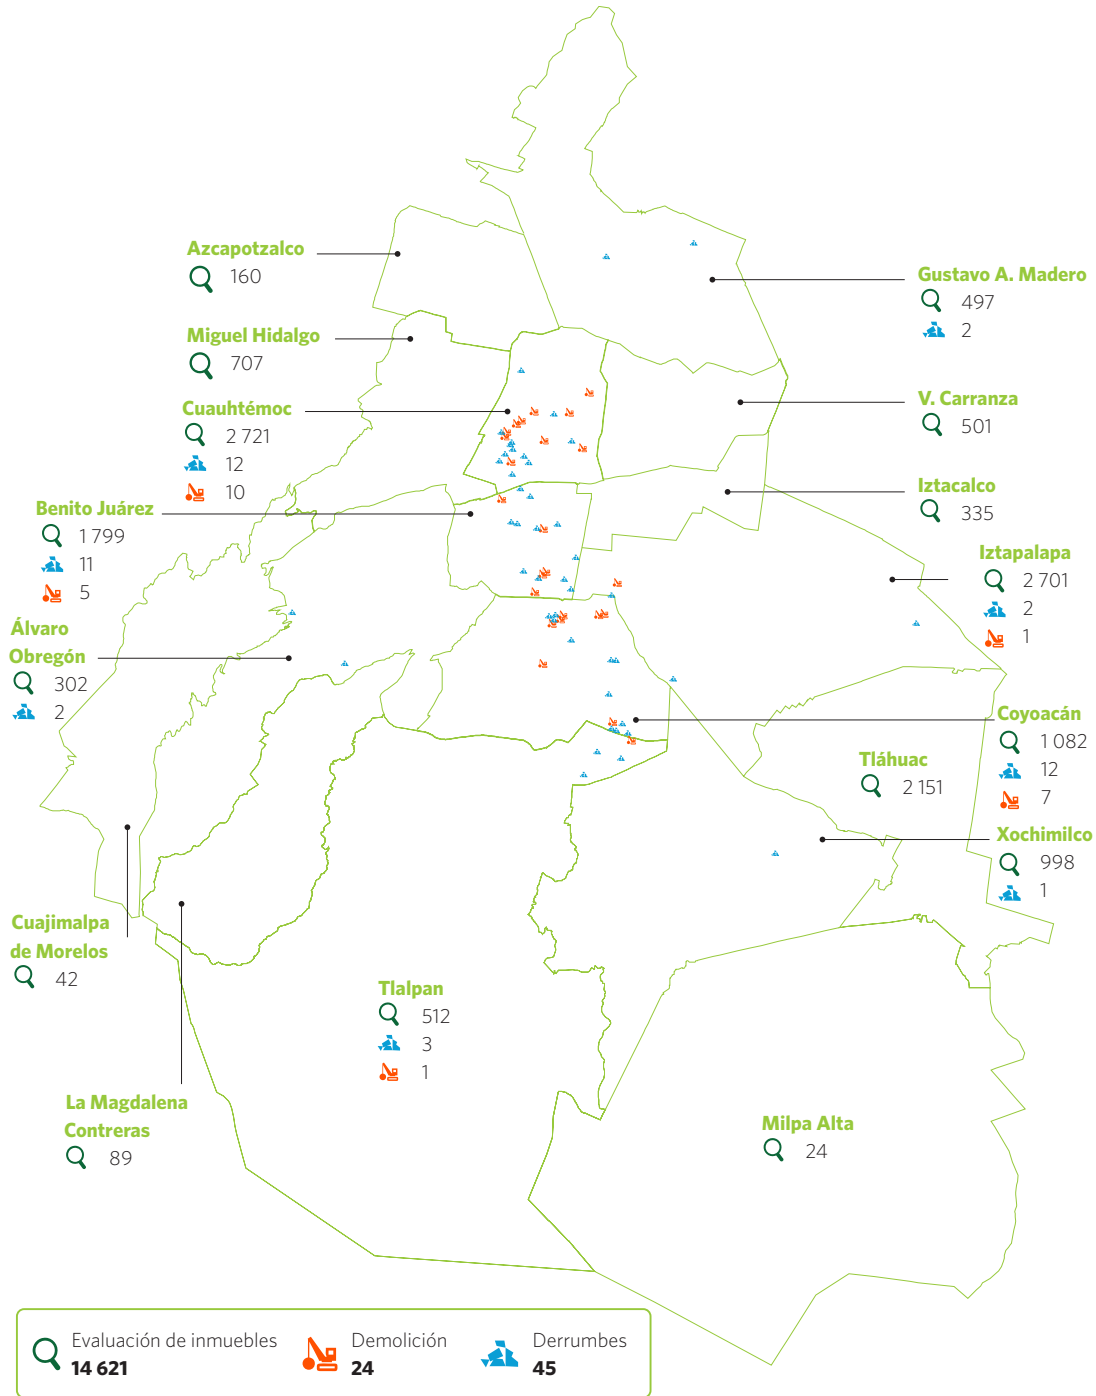 Azcapotzalco
160
Miguel Hidalgo
707
Cuauhtémoc
2 721
12
10
Benito Juárez
1 799
11
5
Álvaro
Obregón
302
2
Cuajimalpa
de Morelos
42
La Magdalena
Contreras
89
Tlalpan
512
3
1
Gustavo A. Madero
497
2
V. Carranza
501
Iztacalco
335
Iztapalapa
2 701
2
1
Coyoacán
1 082
12
7
Tláhuac
2 151
Xochimilco
998
1
Milpa Alta
24
Evaluación de inmuebles
14 621
Demolición
24
Derrumbes
45